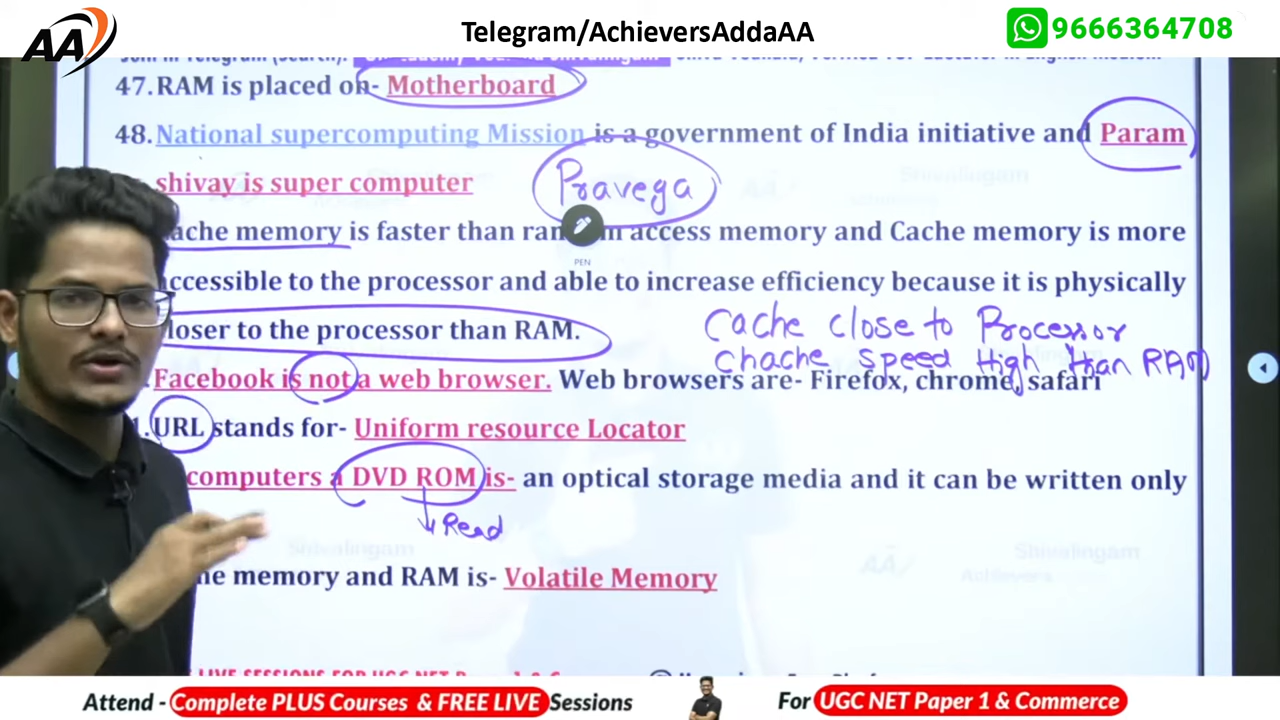 AA
Telegram/AchieversAddaAA
9666364708
47.RAM is placed on- Motherboard
48.National supercomputing Mission is a government of India initiative and Param
shivay is super computer
Pravega
ache memory is faster than ran m access memory and Cache memory is more
PEN
ccessible to the processor and able to increase efficiency because it is physically
loser to the processor than RAM.
Cache close to Processor
Chache speed High than RAM
Facebook is not a web browser. Web browsers are- Firefox, chrome, safari
URL stands for- Uniform resource Locator
computers a DVD ROM is- an optical storage media and it can be written only
Read
Shivalingam
Shivalingam
Achievers
he memory and RAM is- Volatile Memory
Attend - Complete PLUS Courses & FREE LIVE Sessions
For UGC NET Paper 1 & Commerce